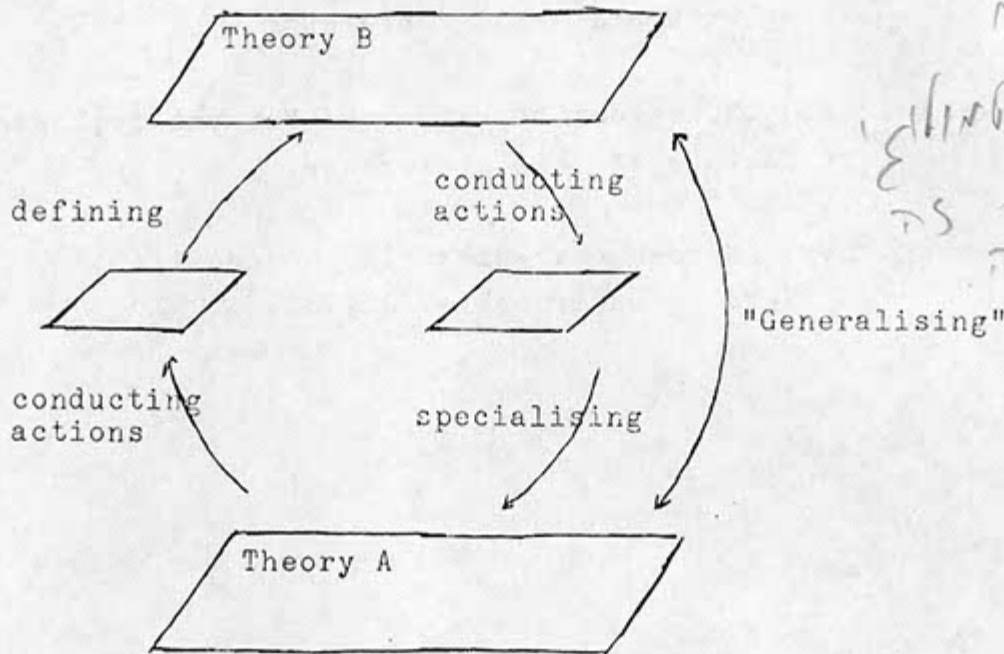 Theory B
conducting
actions
defining
"Generalising"
conducting
actions
specialising
Theory A